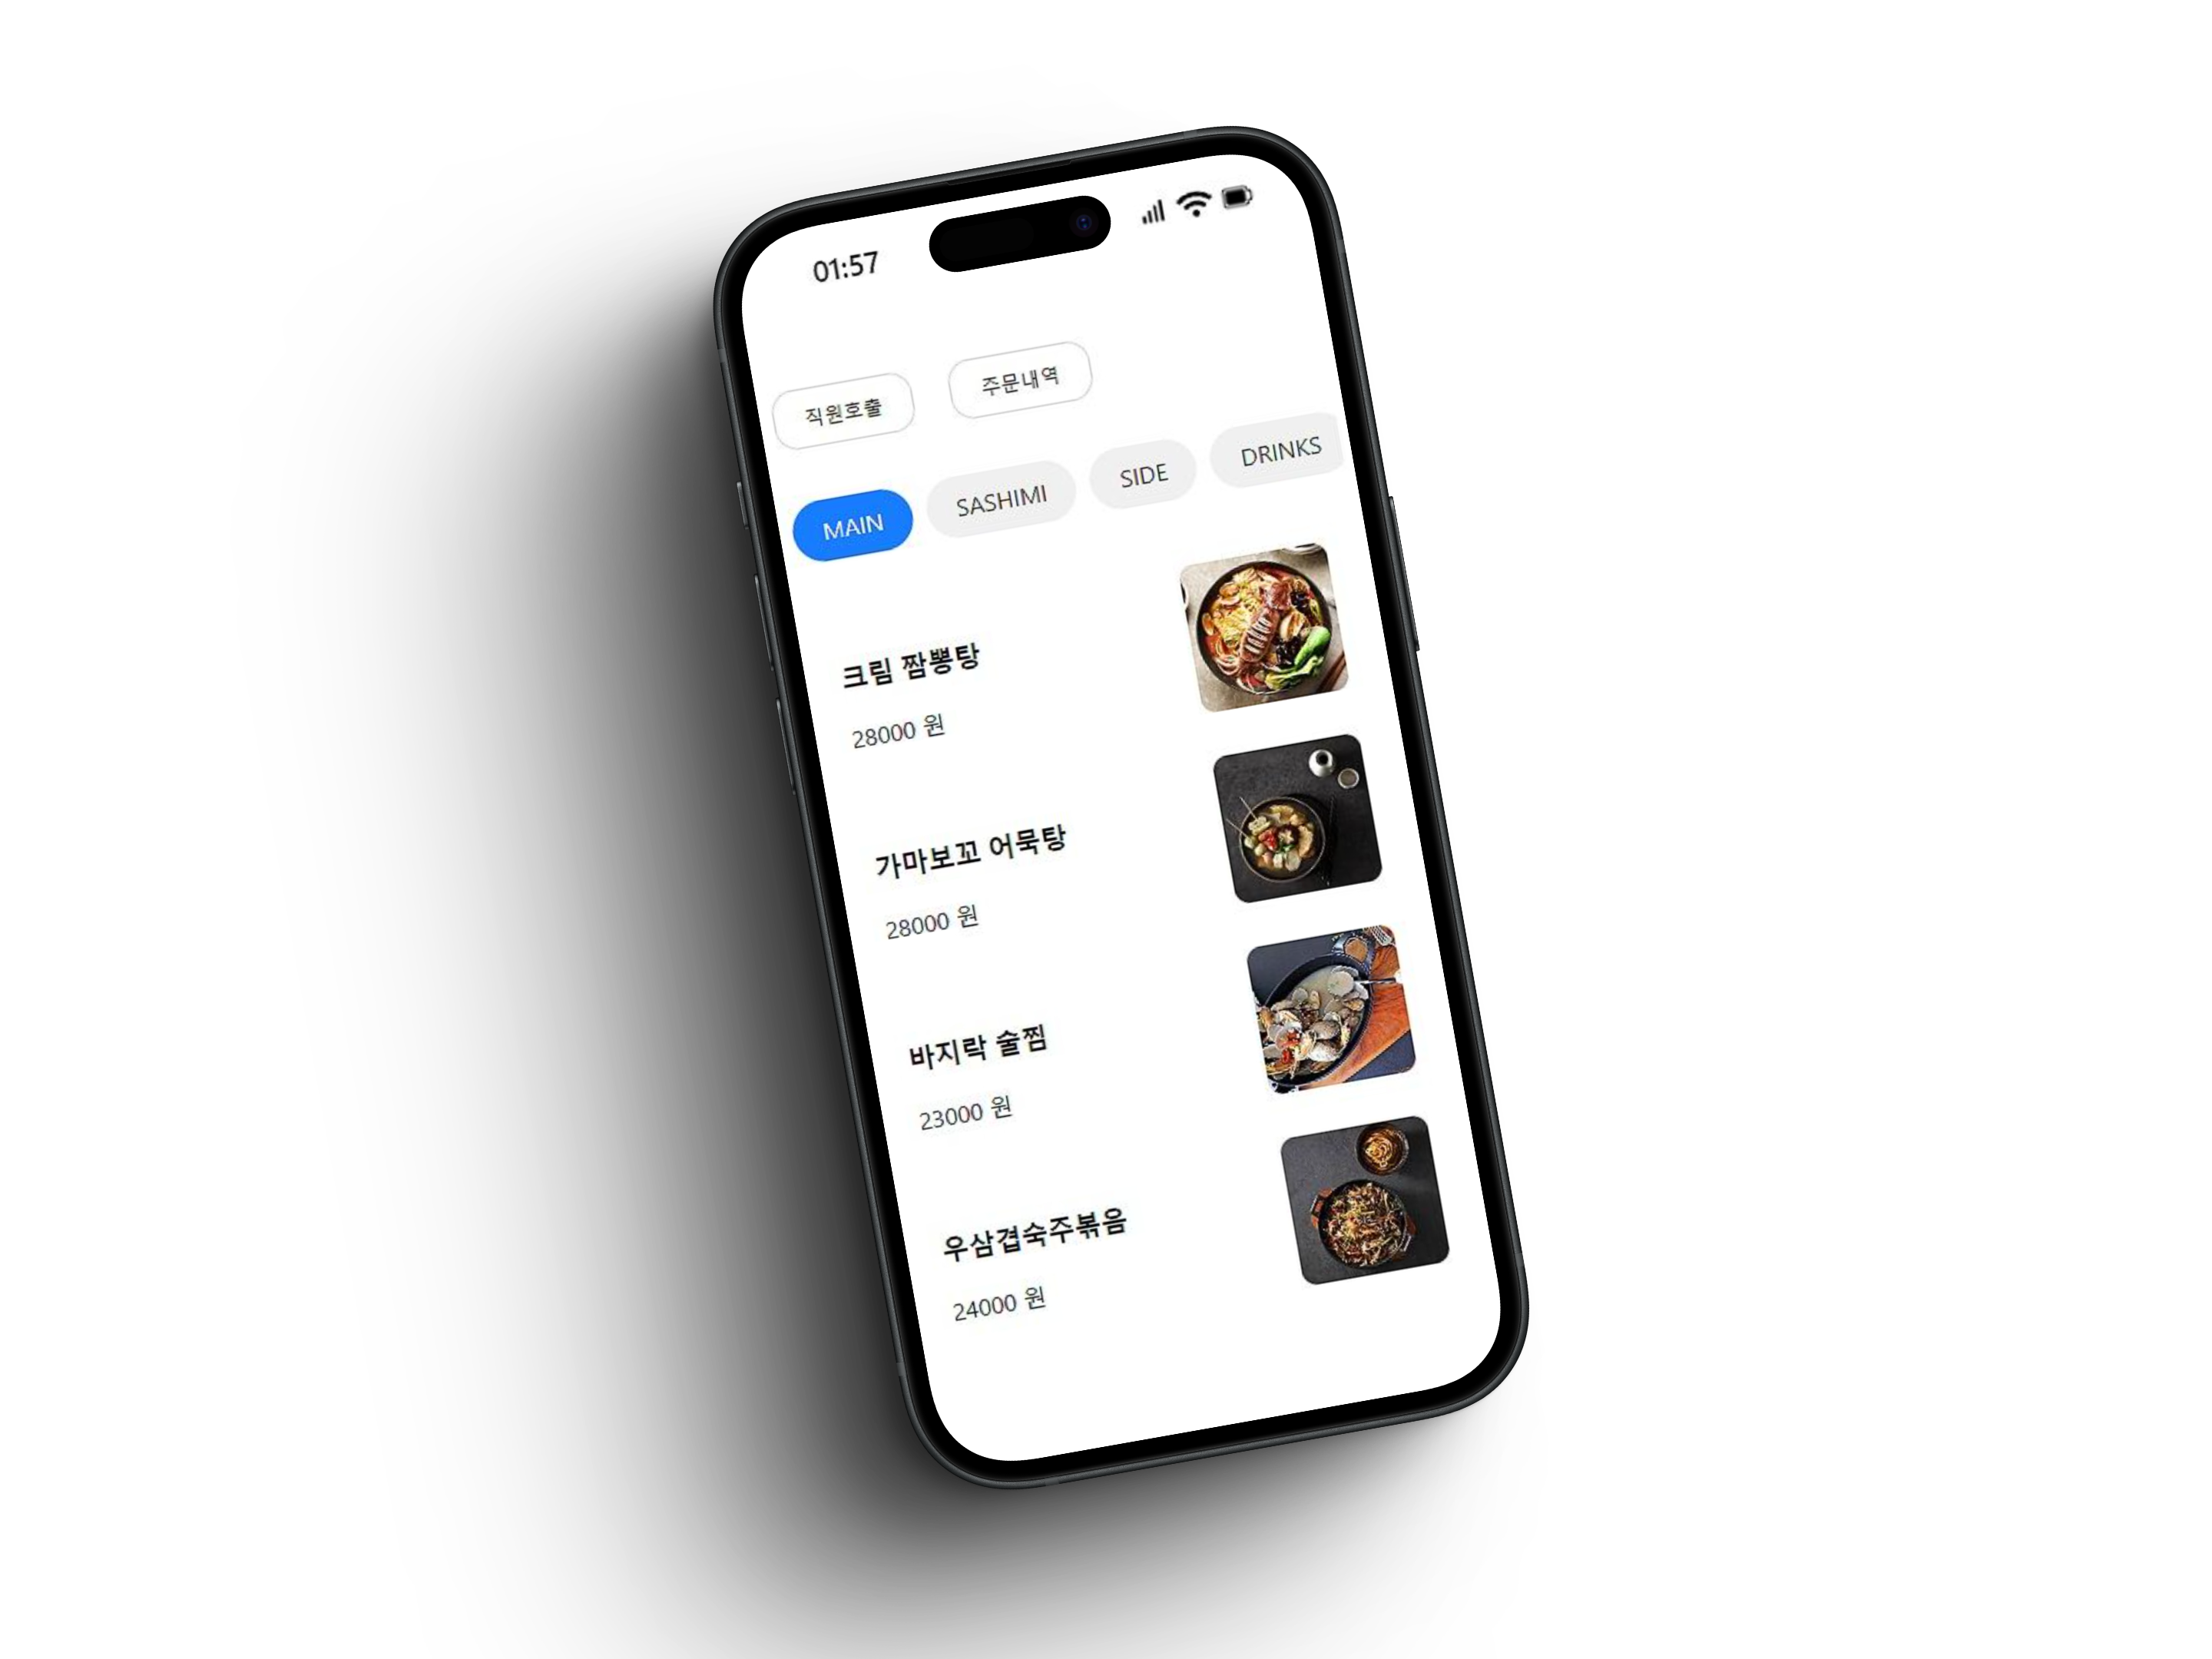 01:57
직원호출 주문내역
MAIN SASHIMI SIDE DRINKS
크림 짬뽕탕
28000 원
가마보꼬 어묵탕
28000 원
바지락 술찜
23000 원
우삼겹숙주볶음
24000 원